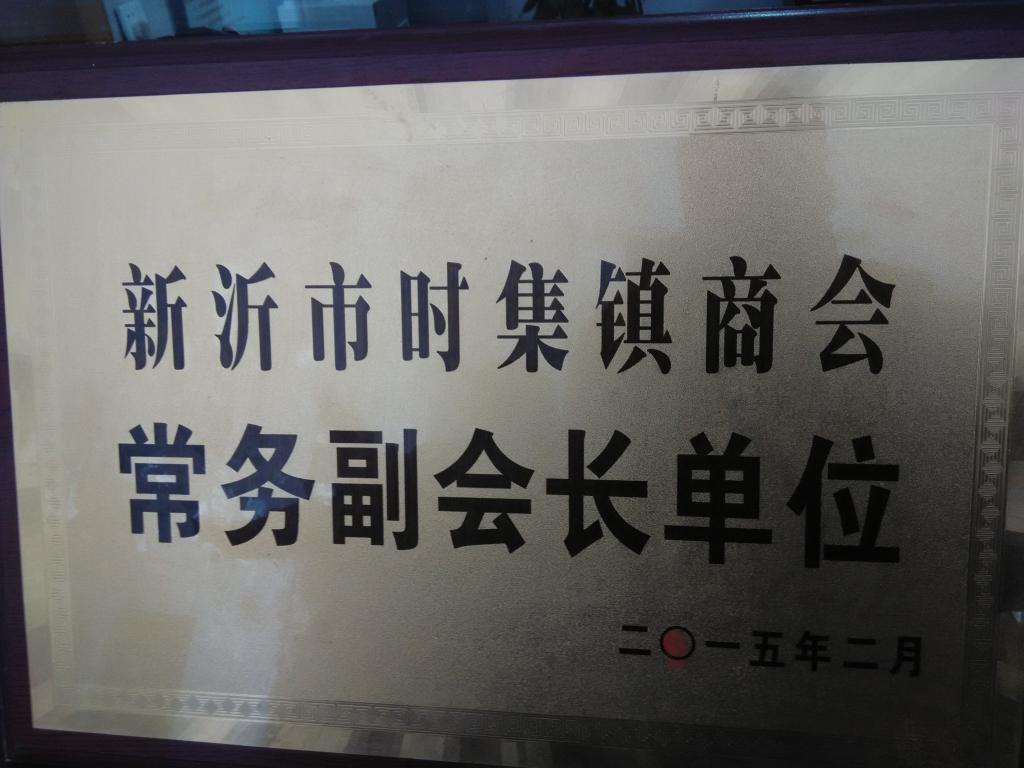 新沂市时集镇商会
常务副会长单位
二〇一五年二月